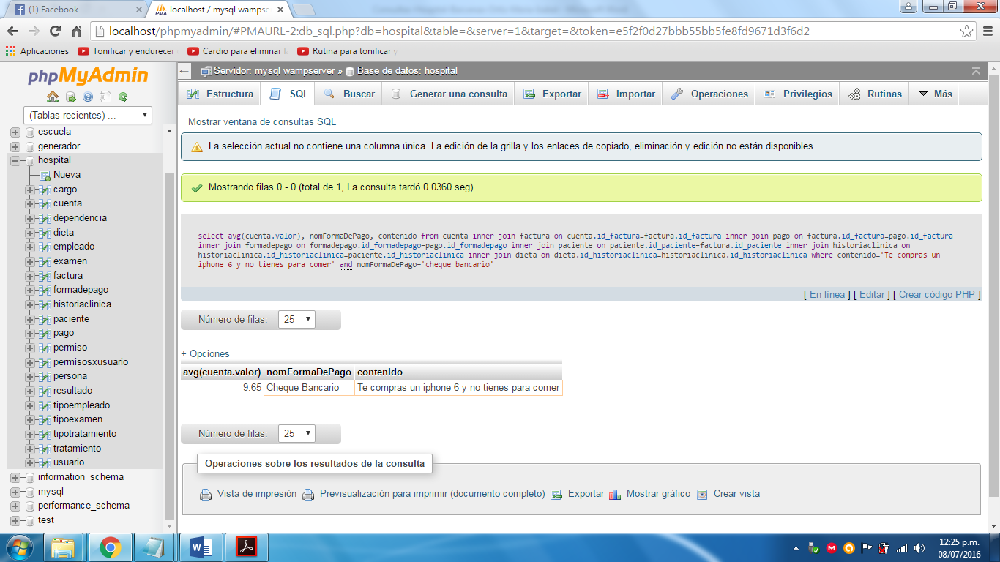 (1) Facebook
localhost / mysql wampse
localhost/phpmyadmin/#PMAURL-2:db_sql.php?db=hospital&table=&server=1&target=&token=e5f2f0d27bbb55bb5fe8fd9671d3f6d2
Aplicaciones
Tonificar y endurecer
Cardio para eliminar
Rutina para tonificar y
phpMyAdmin
(Tablas recientes) ...
escuela
generador
hospital
Nueva
cargo
cuenta
dependencia
dieta
empleado
examen
factura
formadepago
historiaclinica
paciente
pago
permiso
permisosxusuario
persona
resultado
tipoempleado
tipoexamen
tipotratamiento
tratamiento
usuario
information_schema
mysql
performance_schema
test
Servidor: mysql wampserver » Base de datos: hospital
Estructura SQL Buscar Generar una consulta Exportar Importar Operaciones Privilegios Rutinas Más
Mostrar ventana de consultas SQL
La selección actual no contiene una columna única. La edición de la grilla y los enlaces de copiado, eliminación y edición no están disponibles.
Mostrando filas 0 - 0 (total de 1, La consulta tardó 0.0360 seg)
select avg(cuenta.valor), nomFormaDePago, contenido from cuenta inner join factura on cuenta.id_factura=factura.id_factura inner join pago on factura.id_factura=pago.id_factura
inner join formadepago on formadepago.id_formadepago=pago.id_formadepago inner join paciente on paciente.id_paciente=factura.id_paciente inner join historiaclinica on
historiaclinica.id_historiaclinica=paciente.id_historiaclinica inner join dieta on dieta.id_historiaclinica=historiaclinica.id_historiaclinica where contenido='Te compras un
iphone 6 y no tienes para comer' and nomFormaDePago='cheque bancario'
[ En línea ] [ Editar ] [ Crear código PHP ]
Número de filas: 25
+ Opciones
avg(cuenta.valor) nomFormaDePago contenido
9.65 Cheque Bancario Te compras un iphone 6 y no tienes para comer
Número de filas: 25
Operaciones sobre los resultados de la consulta
Vista de impresión Previsualización para imprimir (documento completo) Exportar Mostrar gráfico Crear vista
12:25 p.m.
08/07/2016